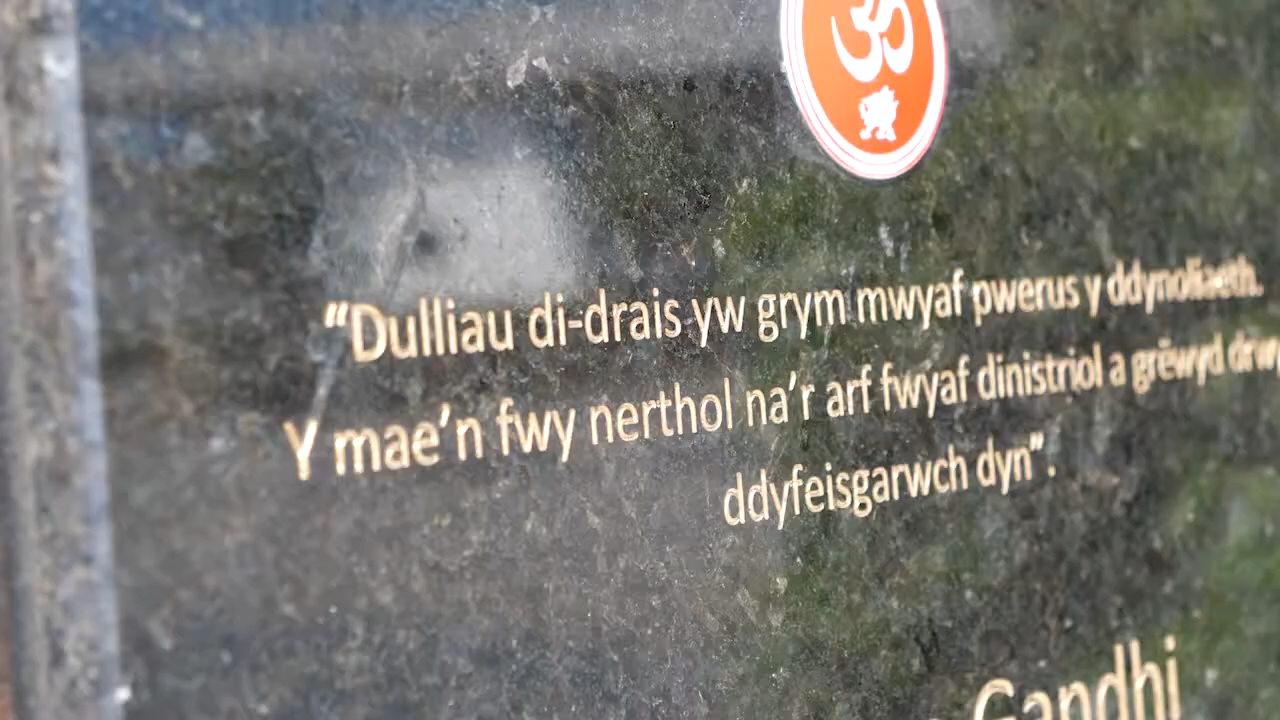 ॐ
“Dulliau di-drais yw grym mwyaf pwerus y ddynoliaeth.
Y mae’n fwy nerthol na’r arf fwyaf dinistriol a grëwyd
ddyfeisgarwch dyn”.
Gandhi